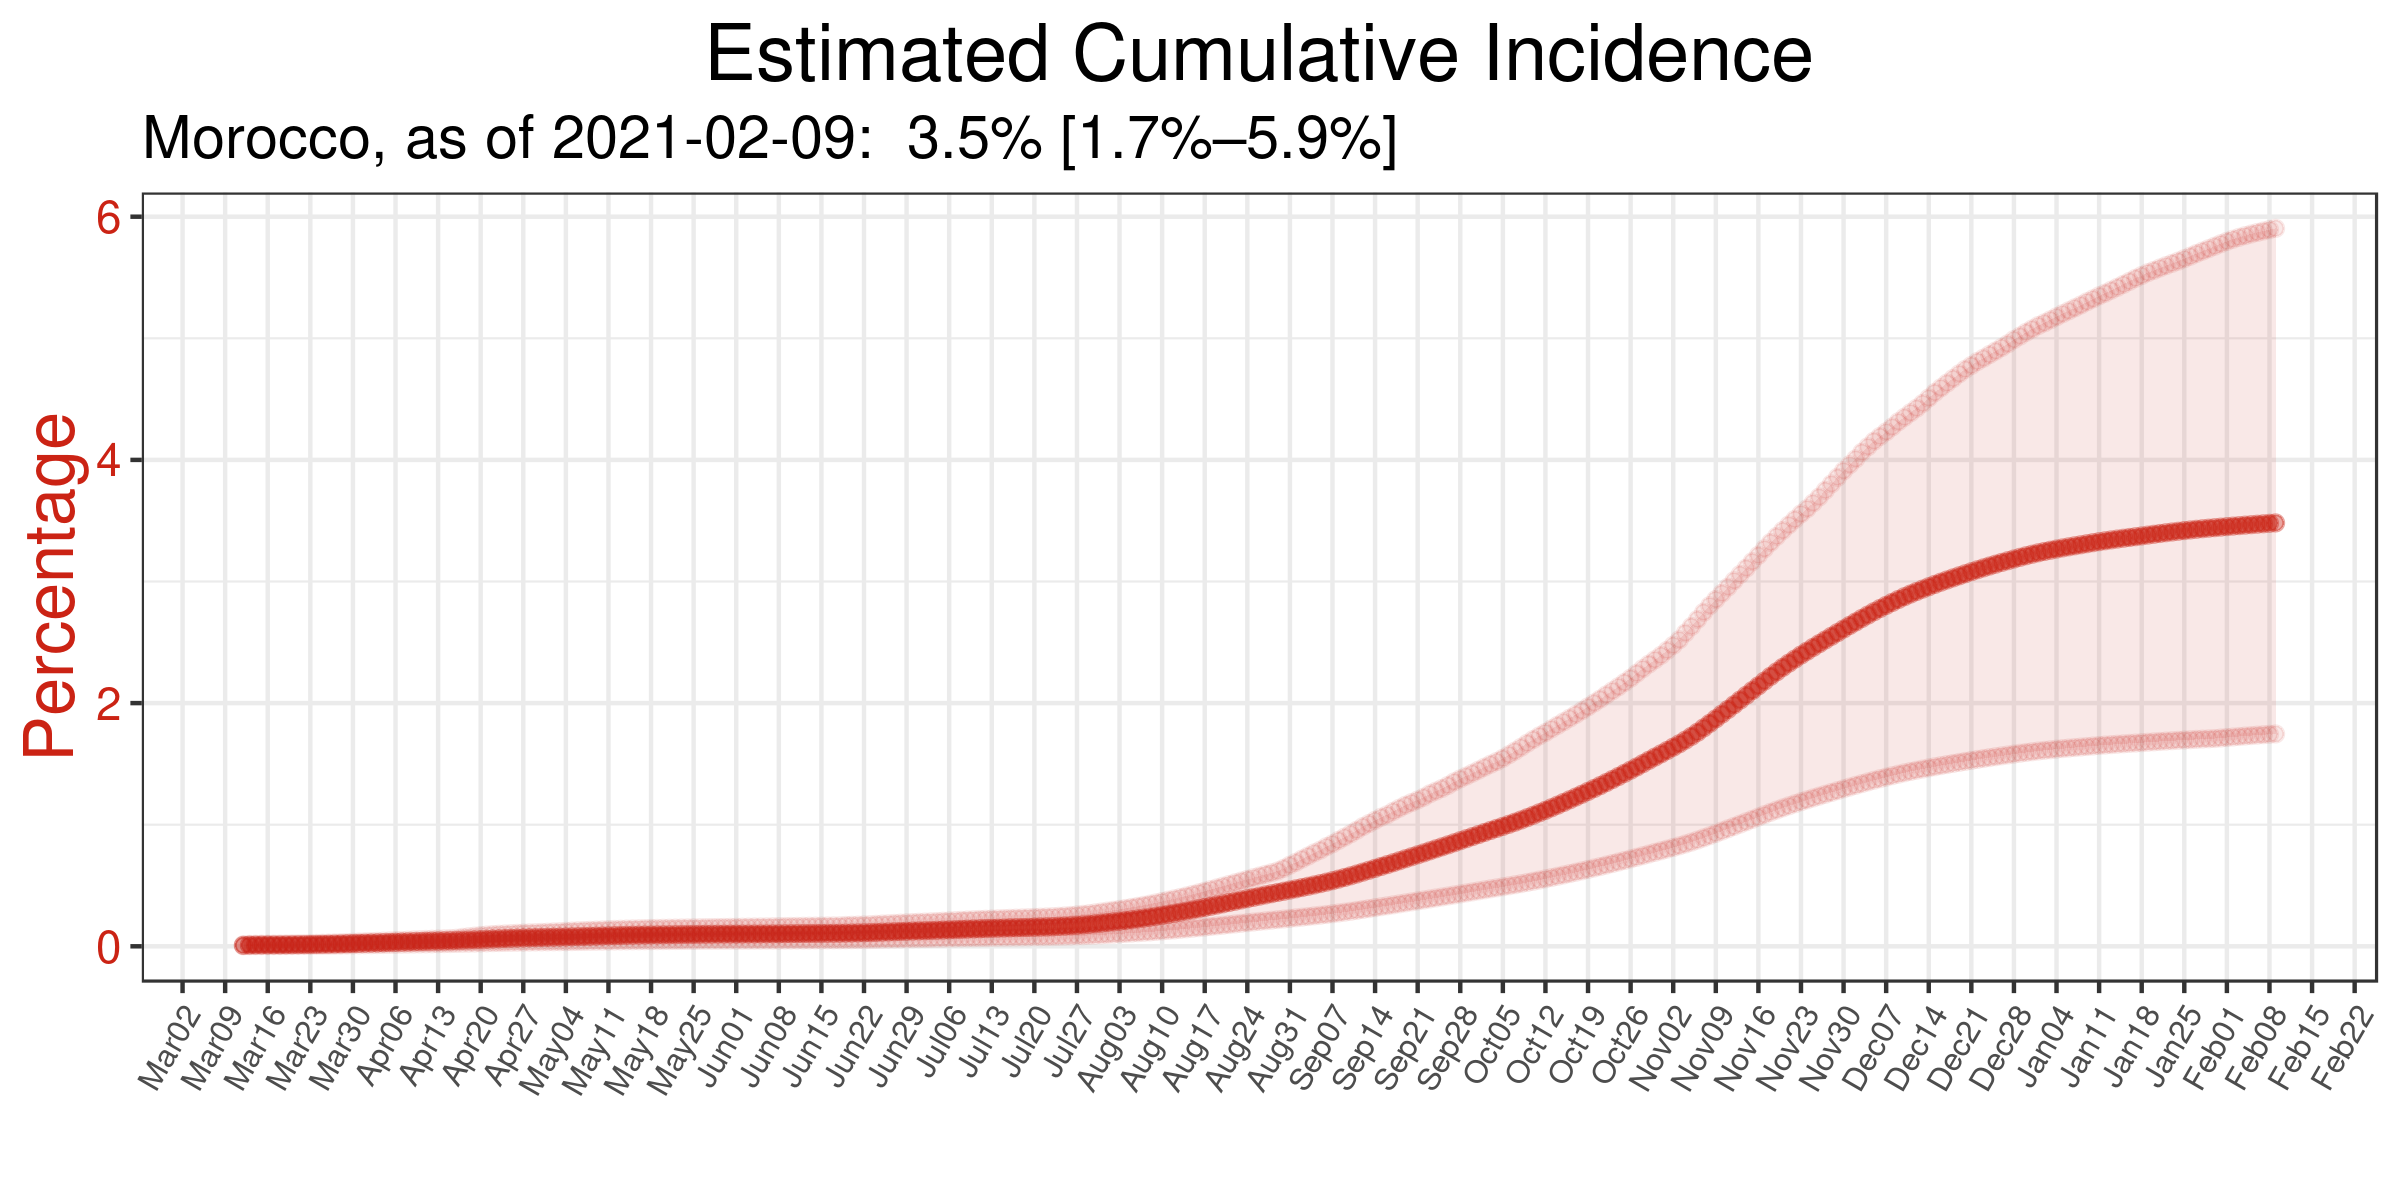 Estimated Cumulative Incidence
Morocco, as of 2021-02-09:  3.5% [1.7%–5.9%]
Percentage
6
4
2
0
Mar02
Mar09
Mar16
Mar23
Mar30
Apr06
Apr13
Apr20
Apr27
May04
May11
May18
May25
Jun01
Jun08
Jun15
Jun22
Jun29
Jul06
Jul13
Jul20
Jul27
Aug03
Aug10
Aug17
Aug24
Aug31
Sep07
Sep14
Sep21
Sep28
Oct05
Oct12
Oct19
Oct26
Nov02
Nov09
Nov16
Nov23
Nov30
Dec07
Dec14
Dec21
Dec28
Jan04
Jan11
Jan18
Jan25
Feb01
Feb08
Feb15
Feb22